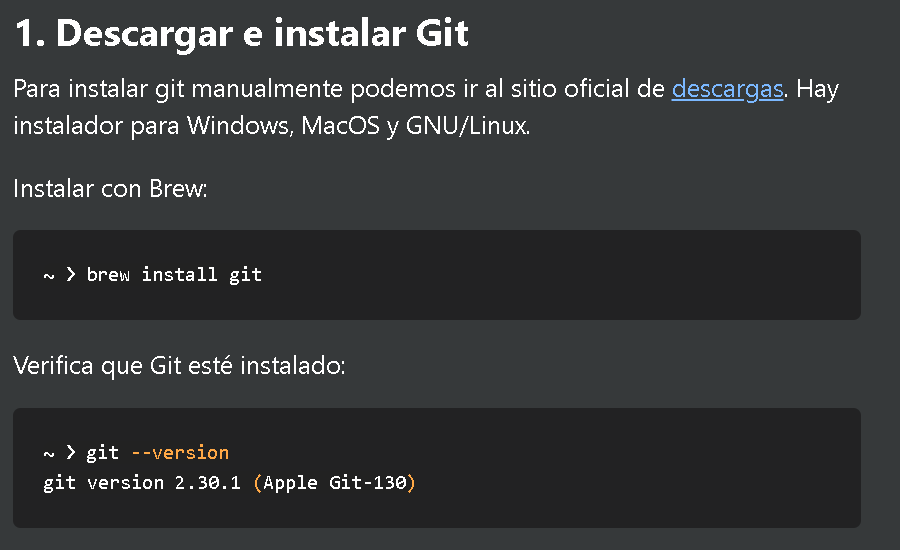 1. Descargar e instalar Git
Para instalar git manualmente podemos ir al sitio oficial de descargas. Hay
instalador para Windows, MacOS y GNU/Linux.
Instalar con Brew:
~ ❯ brew install git
Verifica que Git esté instalado:
~ ❯ git --version
git version 2.30.1 (Apple Git-130)